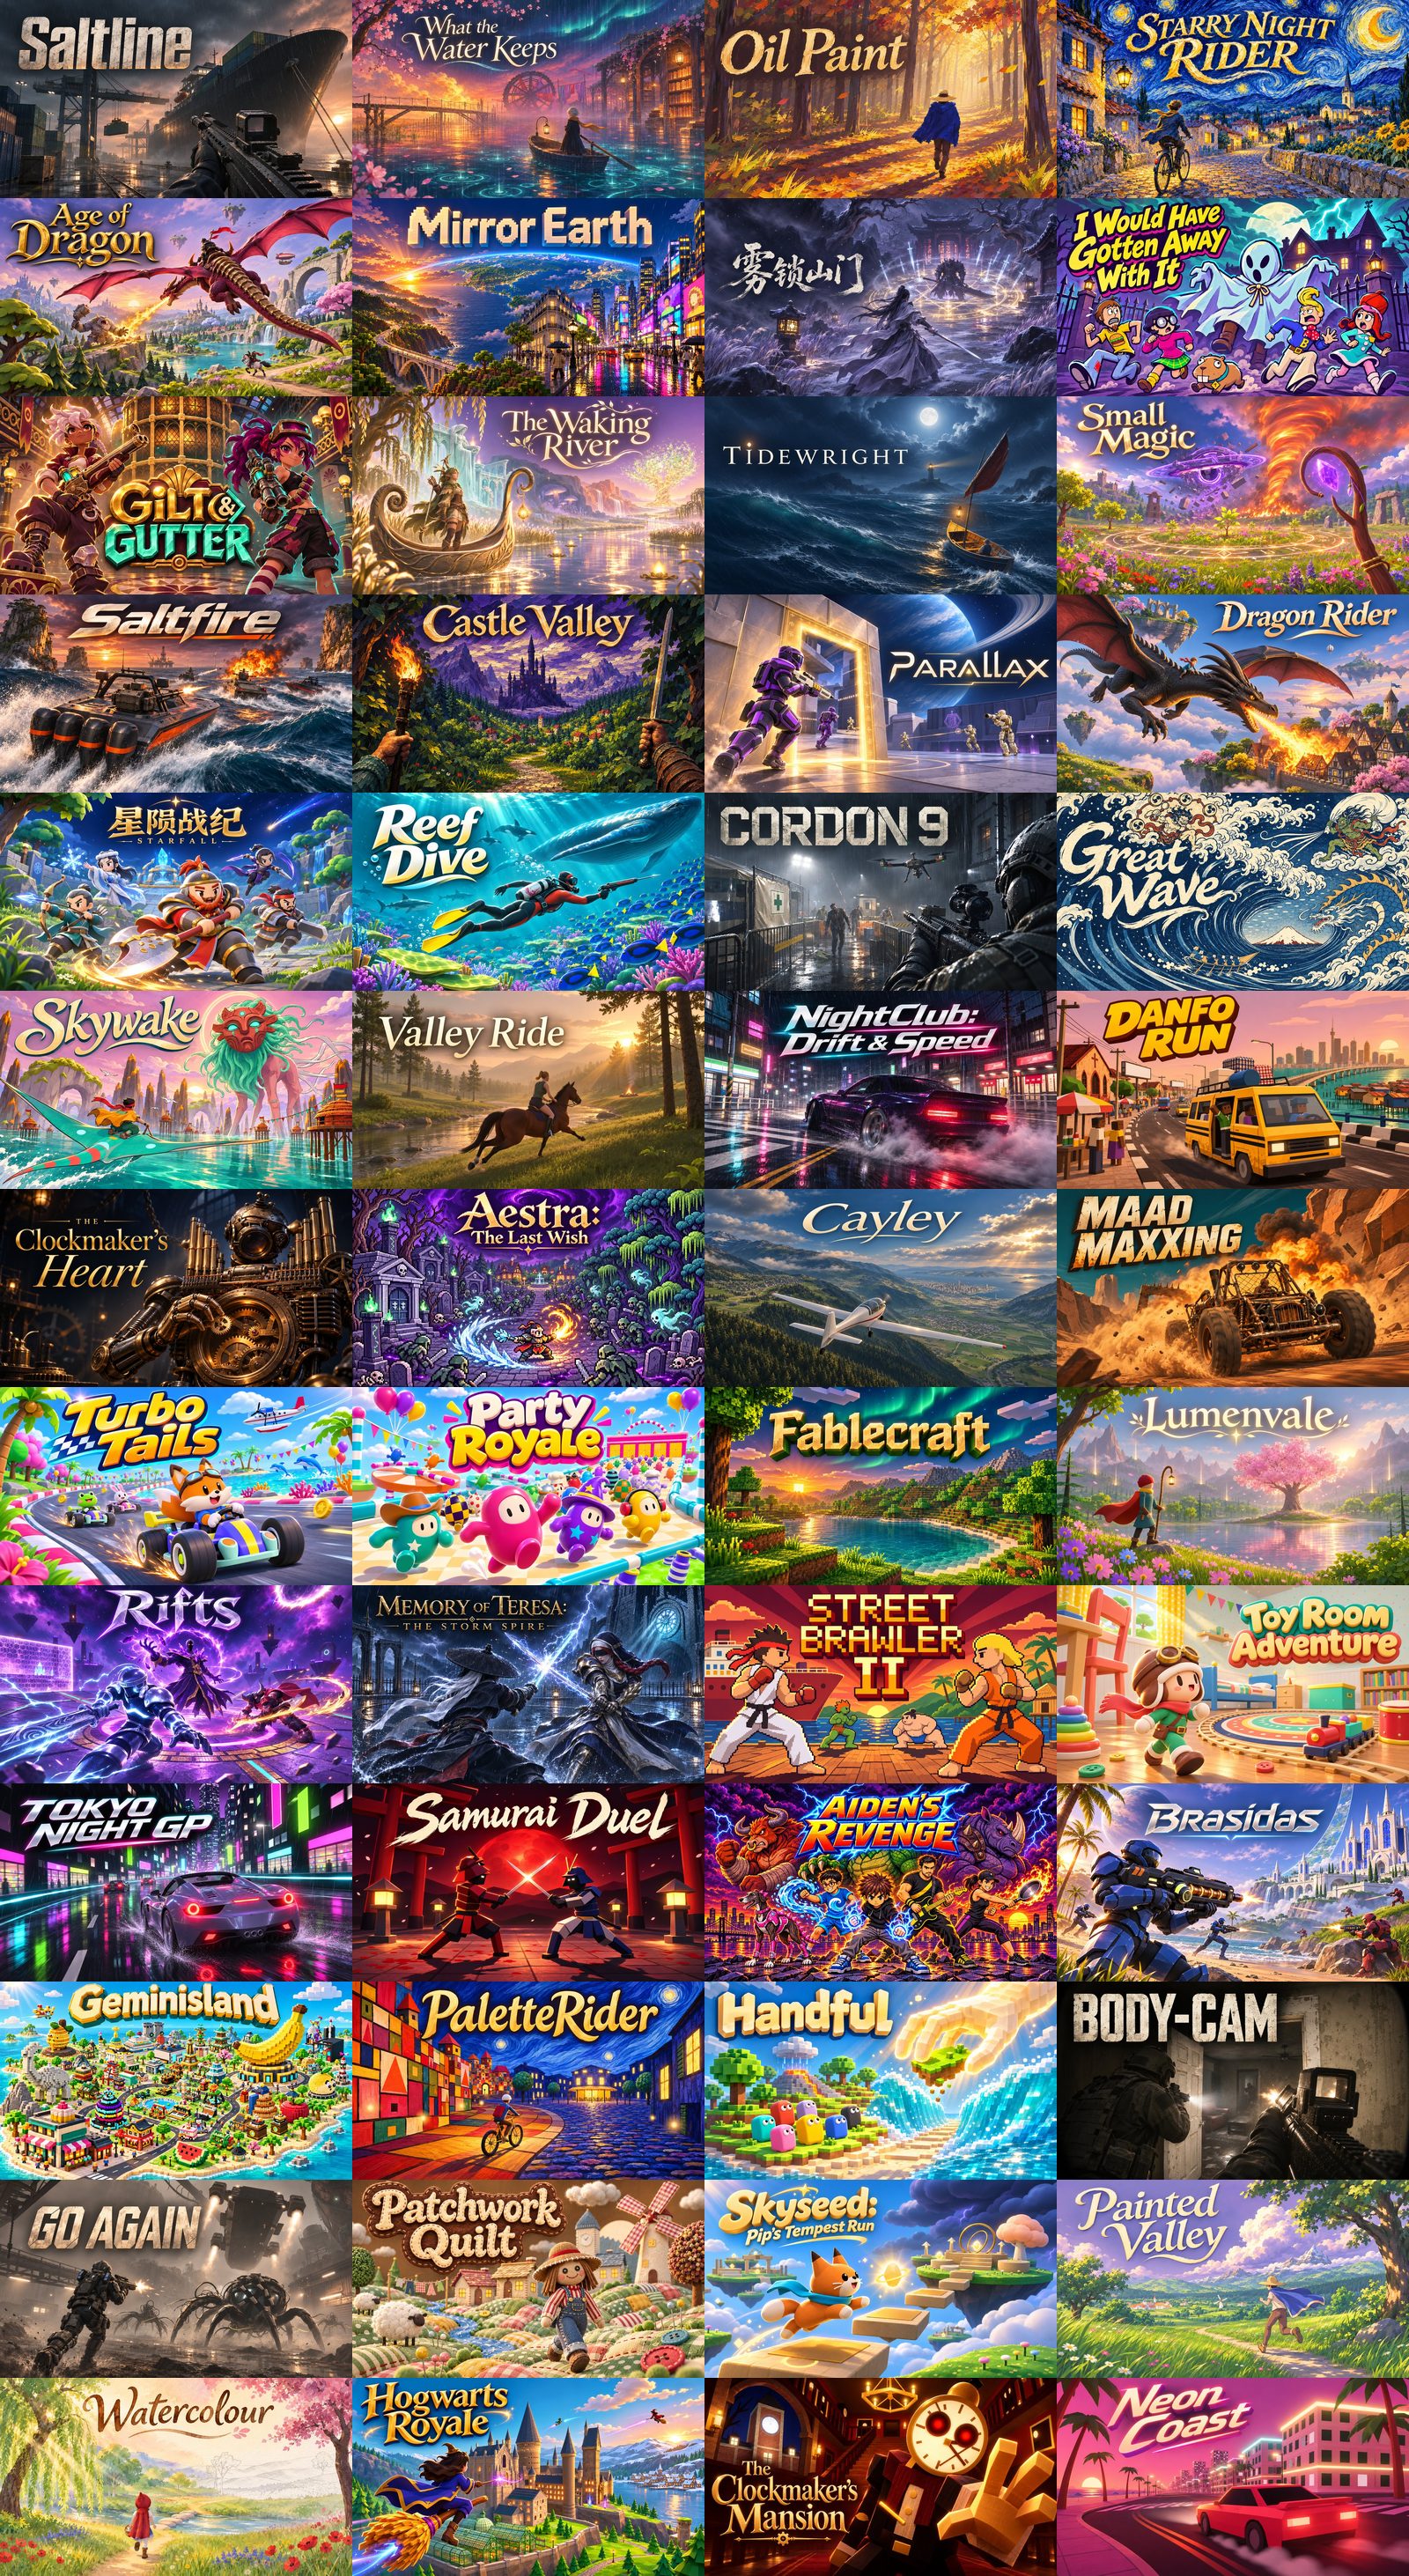 Saltline
What the
Water Keeps
Oil Paint
STARRY NIGHT
RIDER
Age of
Dragon
Mirror Earth
雾锁山门
I Would Have
Gotten Away
With It
GILT &
GUTTER
The Waking
River
TIDEWRIGHT
Small
Magic
Saltfire
Castle Valley
PARALLAX
Dragon Rider
星陨战纪
STARFALL
Reef
Dive
CORDON 9
Great
Wave
Skywake
Valley Ride
NightClub:
Drift & Speed
DANFO
RUN
THE
Clockmaker's
Heart
Aestra:
The Last Wish
Cayley
MAAD
MAXXING
Turbo
Tails
Party
Royale
Fablecraft
Lumenvale
Rifts
MEMORY OF TERESA:
THE STORM SPIRE
STREET
BRAWLER
II
Toy Room
Adventure
TOKYO
NIGHT GP
Samurai Duel
AIDEN'S
REVENGE
BRASIDAS
Geminisland
PaletteRider
Handful
BODY-CAM
GO AGAIN
Patchwork
Quilt
Skyseed:
Pip's Tempest Run
Painted
Valley
Watercolour
Hogwarts
Royale
The
Clockmaker's
Mansion
Neon
Coast